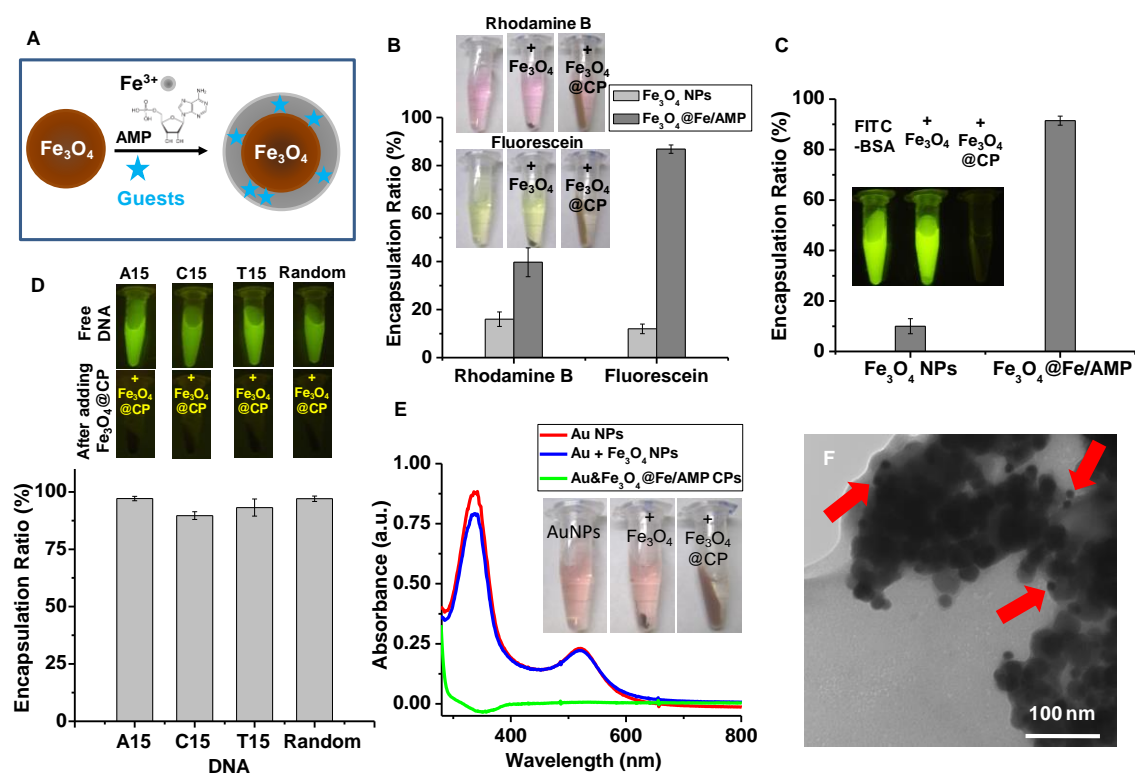 A
Fe³⁺
Fe₃O₄
AMP
Guests
Fe₃O₄
B
Rhodamine B
+
Fe₃O₄
+
Fe₃O₄
@CP
Fluorescein
+
Fe₃O₄
+
Fe₃O₄
@CP
Fe₃O₄ NPs
Fe₃O₄@Fe/AMP
Encapsulation Ratio (%)
100
80
60
40
20
0
Rhodamine B
Fluorescein
C
FITC
-BSA
+
Fe₃O₄
+
Fe₃O₄
@CP
Encapsulation Ratio (%)
100
80
60
40
20
0
Fe₃O₄ NPs
Fe₃O₄@Fe/AMP
D
A15 C15 T15 Random
Free
DNA
After adding
Fe₃O₄@CP
+
Fe₃O₄
@CP
+
Fe₃O₄
@CP
+
Fe₃O₄
@CP
+
Fe₃O₄
@CP
Encapsulation Ratio (%)
100
75
50
25
0
A15 C15 T15 Random
DNA
E
Au NPs
Au + Fe₃O₄ NPs
Au&Fe₃O₄@Fe/AMP CPs
AuNPs
+
Fe₃O₄
+
Fe₃O₄
@CP
Absorbance (a.u.)
1.00
0.75
0.50
0.25
0.00
400 600 800
Wavelength (nm)
F
100 nm